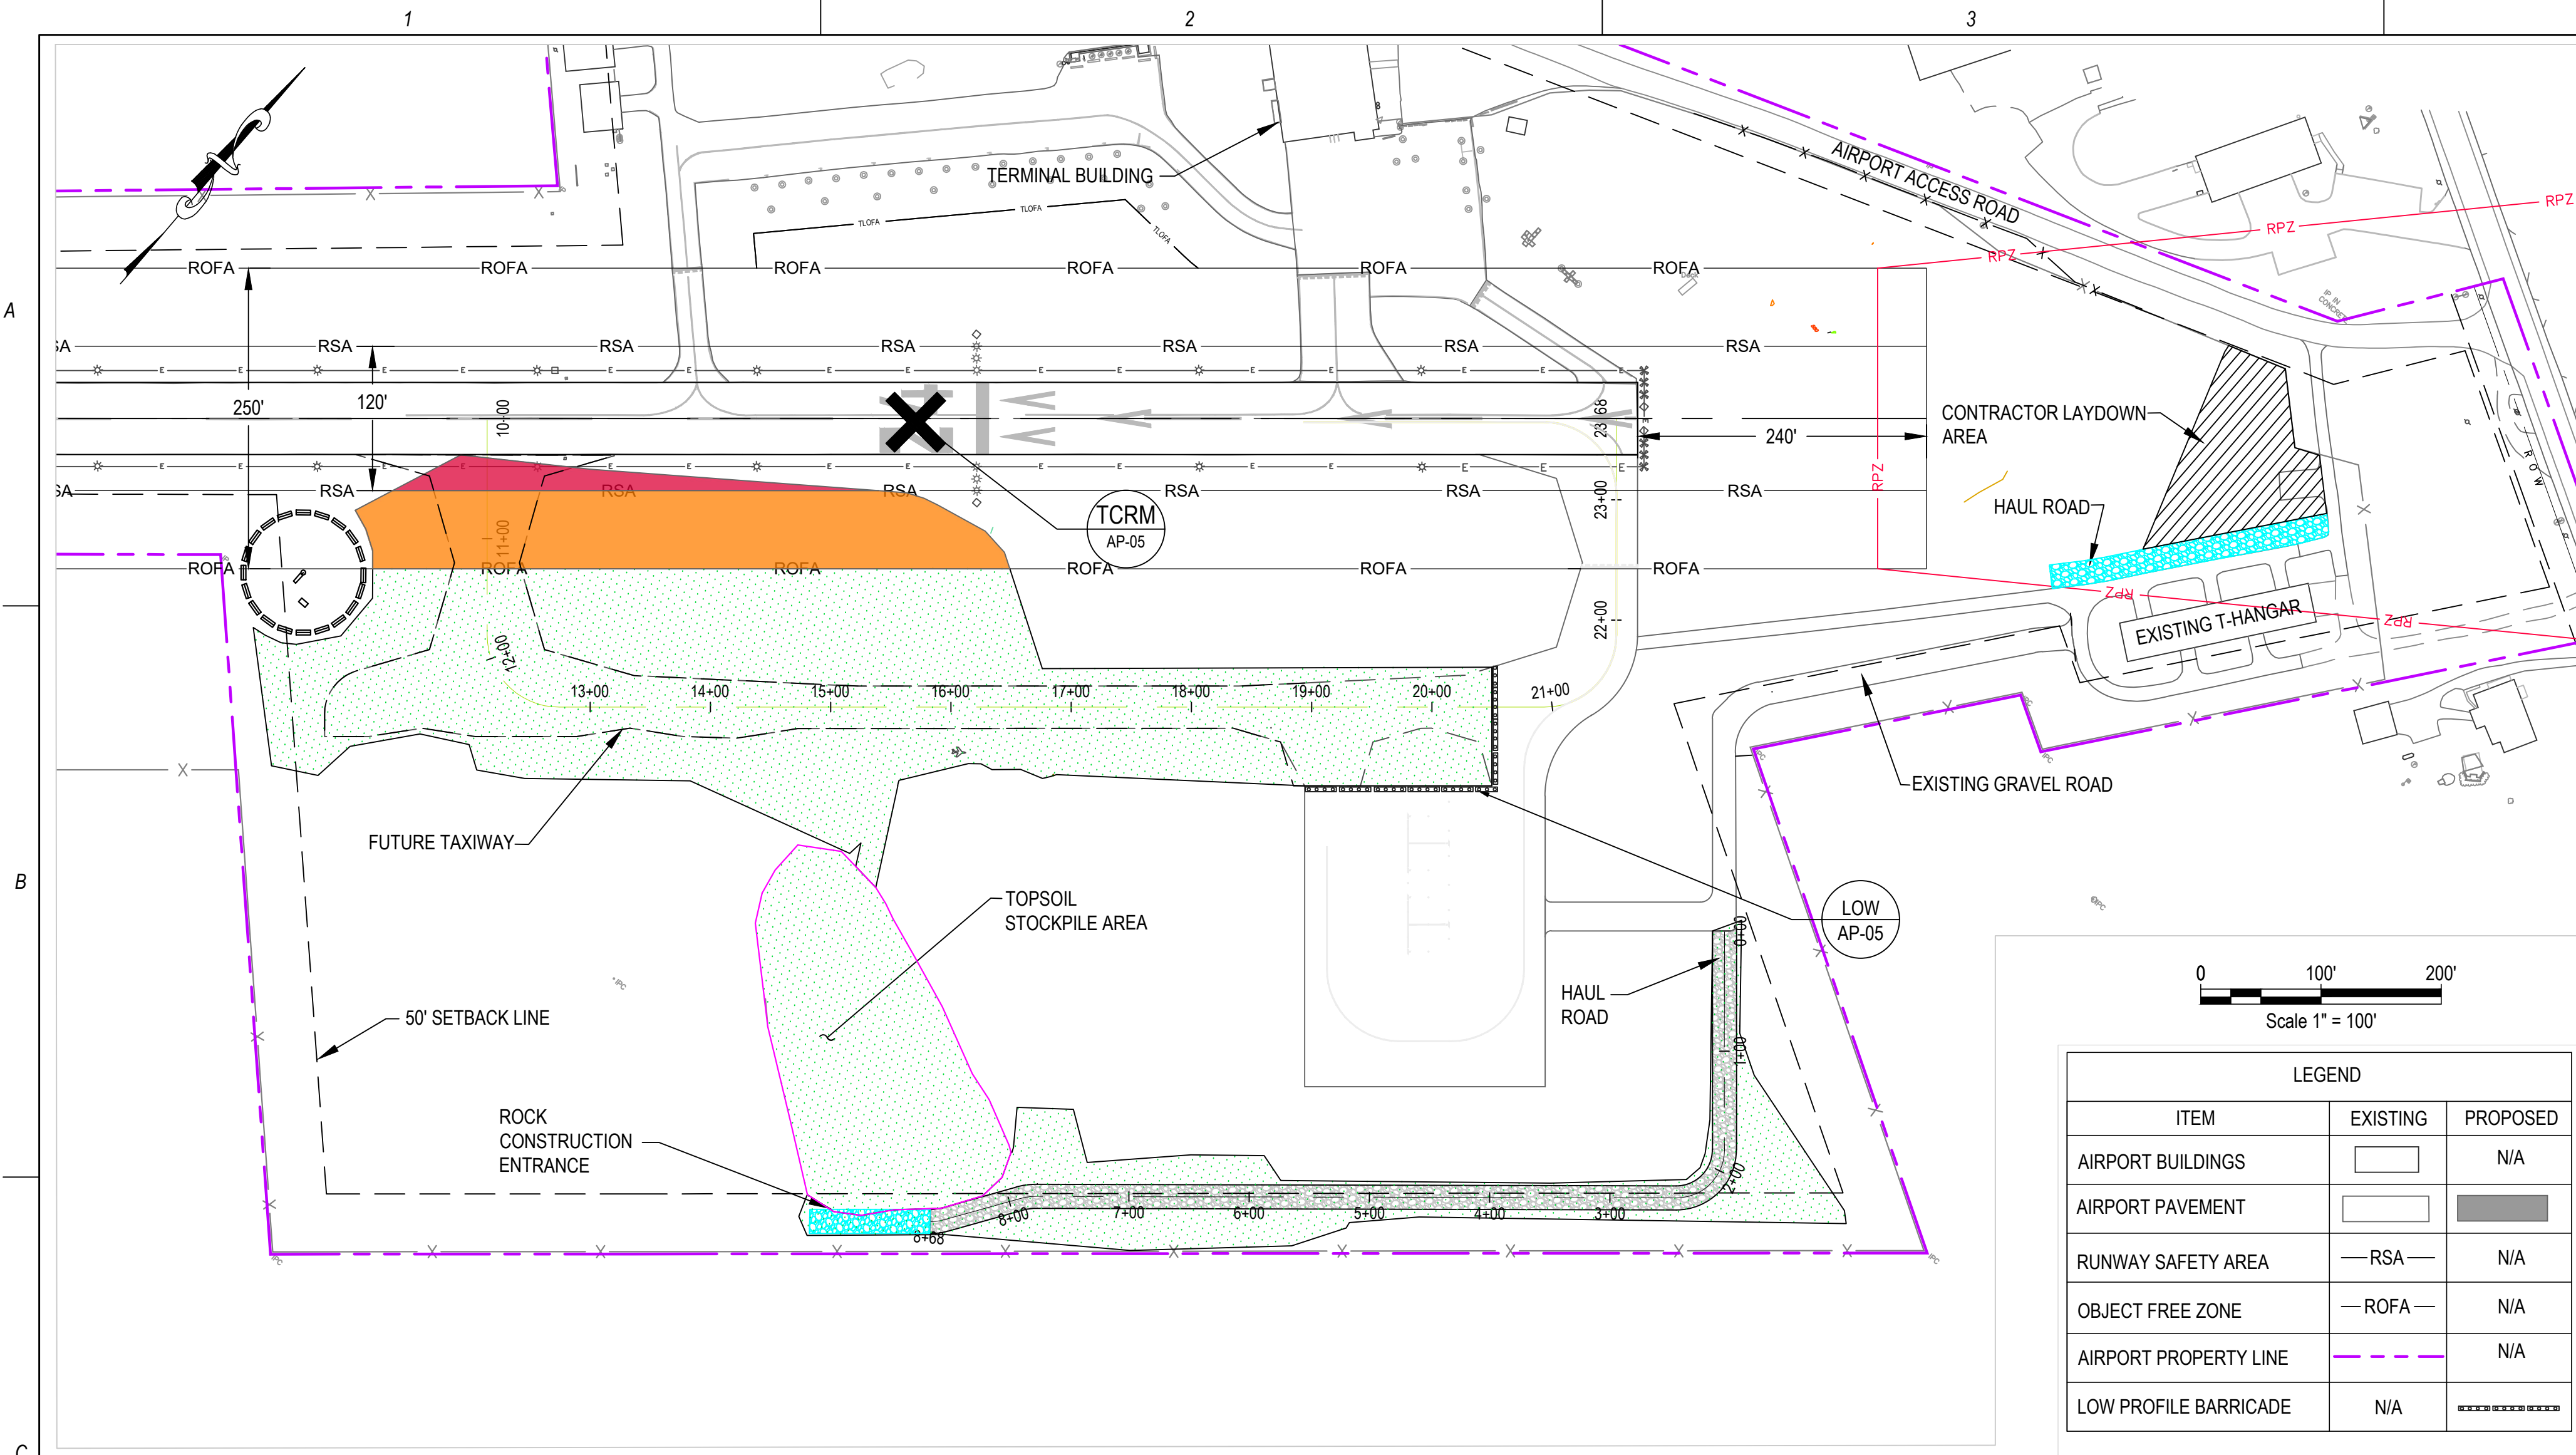 1
2
3
A
B
C
TERMINAL BUILDING
AIRPORT ACCESS ROAD
TLOFA
TLOFA
TLOFA
RPZ
RPZ
RPZ
ROFA
ROFA
ROFA
ROFA
ROFA
ROFA
IP IN
CONCRETE
RSA
RSA
RSA
RSA
RSA
RSA
250'
120'
10+00
23+68
240'
CONTRACTOR LAYDOWN
AREA
RSA
RSA
RSA
RSA
RSA
RSA
RPZ
ROW
TCRM
AP-05
11+00
23+00
HAUL ROAD
ROFA
ROFA
ROFA
ROFA
ROFA
ROFA
RPZ
RPZ
EXISTING T-HANGAR
22+00
12+00
13+00
14+00
15+00
16+00
17+00
18+00
19+00
20+00
21+00
EXISTING GRAVEL ROAD
FUTURE TAXIWAY
TOPSOIL
STOCKPILE AREA
LOW
AP-05
50' SETBACK LINE
HAUL
ROAD
0+00
1+00
2+00
3+00
4+00
5+00
6+00
7+00
8+00
8+68
ROCK
CONSTRUCTION
ENTRANCE
0 100' 200'
Scale 1" = 100'
LEGEND
ITEM EXISTING PROPOSED
AIRPORT BUILDINGS N/A
AIRPORT PAVEMENT
RUNWAY SAFETY AREA RSA N/A
OBJECT FREE ZONE ROFA N/A
AIRPORT PROPERTY LINE N/A
LOW PROFILE BARRICADE N/A